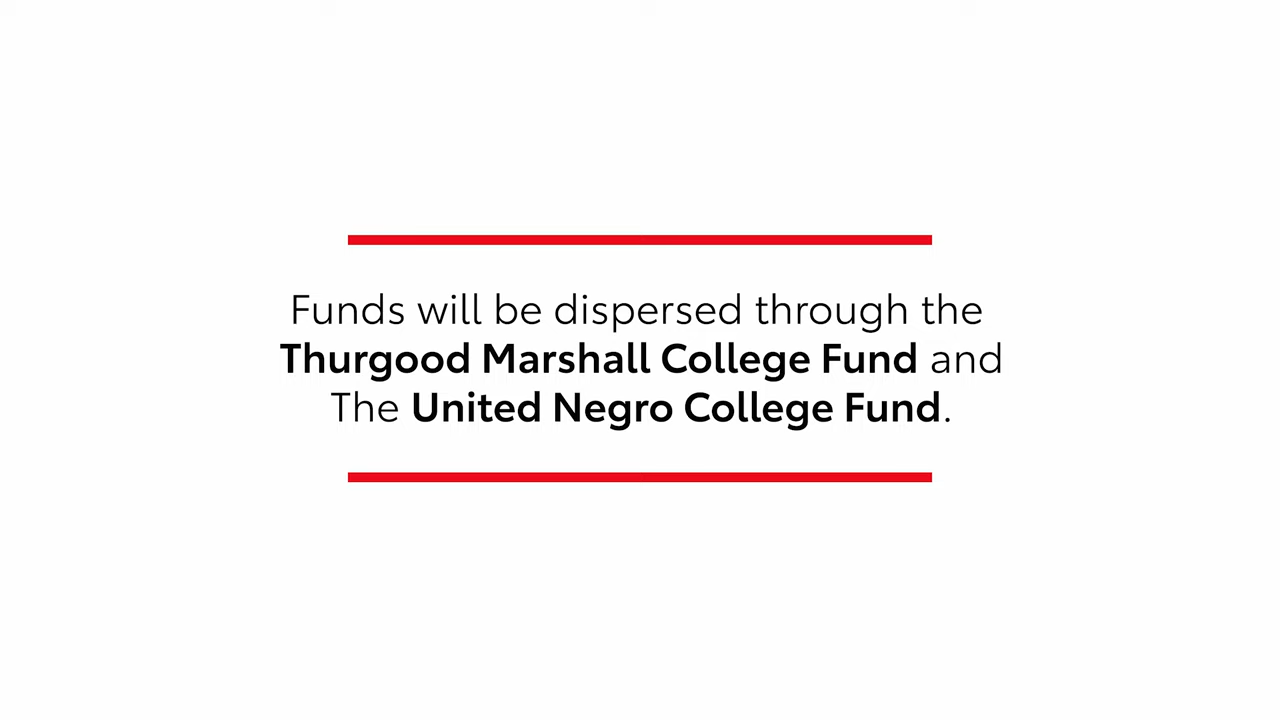 Funds will be dispersed through the
Thurgood Marshall College Fund and
The United Negro College Fund.